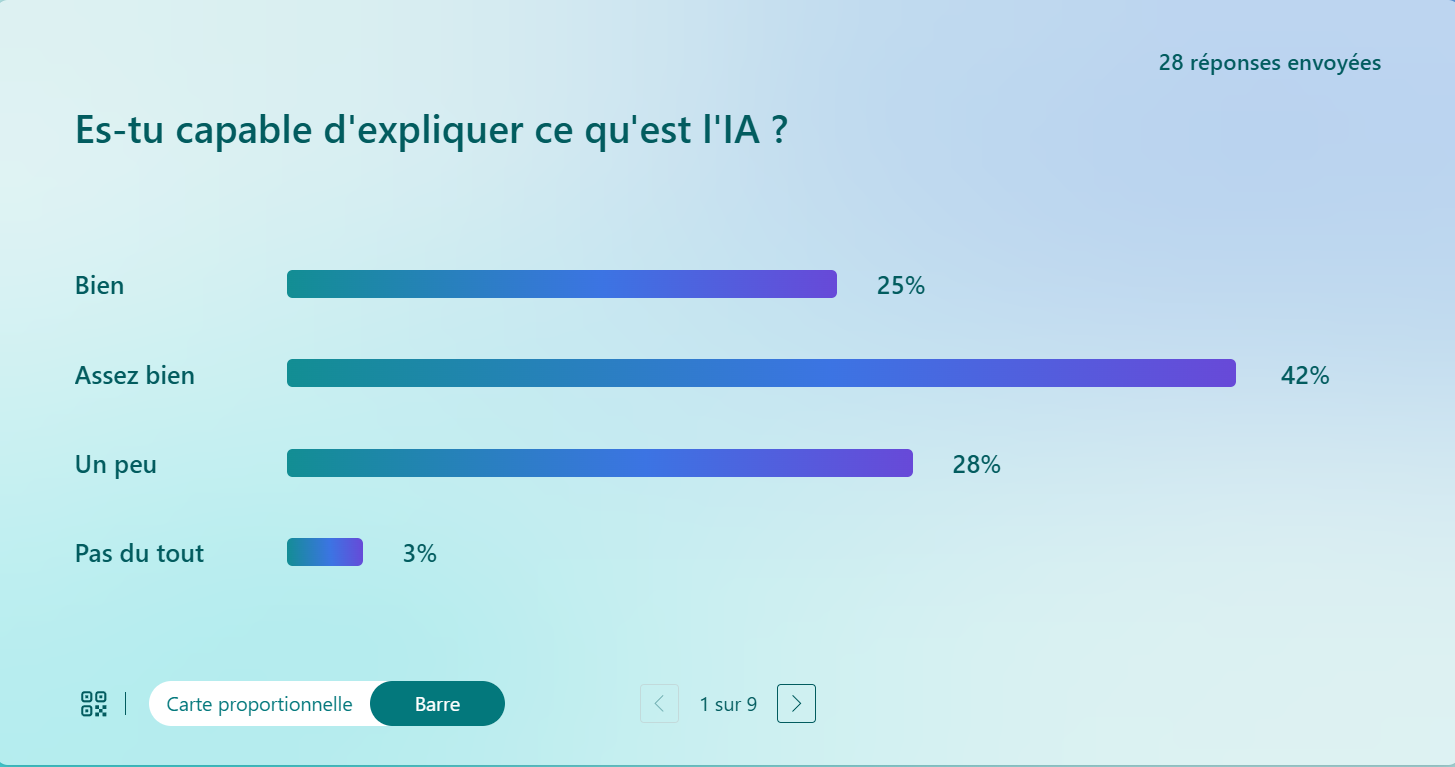 28 réponses envoyées
Es-tu capable d'expliquer ce qu'est l'IA ?
Bien 25%
Assez bien 42%
Un peu 28%
Pas du tout 3%
Carte proportionnelle Barre 1 sur 9